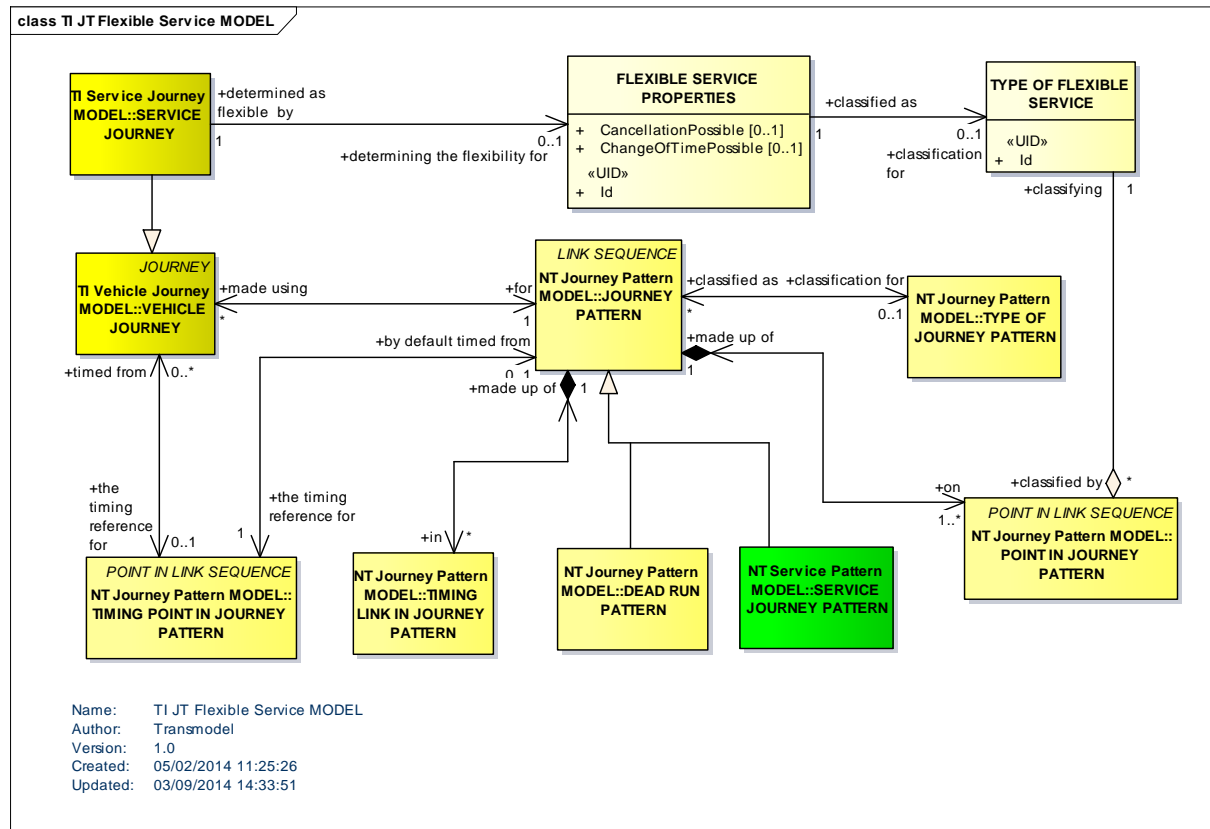 class TI JT Flexible Service MODEL
TI Service Journey
MODEL::SERVICE
JOURNEY
+determined as
flexible by
1
+determining the flexibility for
0..1
FLEXIBLE SERVICE
PROPERTIES
+ CancellationPossible [0..1]
+ ChangeOfTimePossible [0..1]
«UID»
+ Id
+classified as
1
0..1
+classification
for
TYPE OF FLEXIBLE
SERVICE
«UID»
+ Id
+classifying 1
JOURNEY
TI Vehicle Journey
MODEL::VEHICLE
JOURNEY
+made using
*
+for
1
LINK SEQUENCE
NT Journey Pattern
MODEL::JOURNEY
PATTERN
+classified as
*
+classification for
0..1
NT Journey Pattern
MODEL::TYPE OF
JOURNEY PATTERN
+timed from 0..*
+by default timed from
0..1
+made up of
1
+made up of
1
+the
timing
reference
for
0..1
+the timing
reference for
1
+in *
+on
1..*
+classified by *
POINT IN LINK SEQUENCE
NT Journey Pattern MODEL::
TIMING POINT IN JOURNEY
PATTERN
NT Journey Pattern
MODEL::TIMING
LINK IN JOURNEY
PATTERN
NT Journey Pattern
MODEL::DEAD RUN
PATTERN
NT Service Pattern
MODEL::SERVICE
JOURNEY PATTERN
POINT IN LINK SEQUENCE
NT Journey Pattern MODEL::
POINT IN JOURNEY
PATTERN
Name: TI JT Flexible Service MODEL
Author: Transmodel
Version: 1.0
Created: 05/02/2014 11:25:26
Updated: 03/09/2014 14:33:51